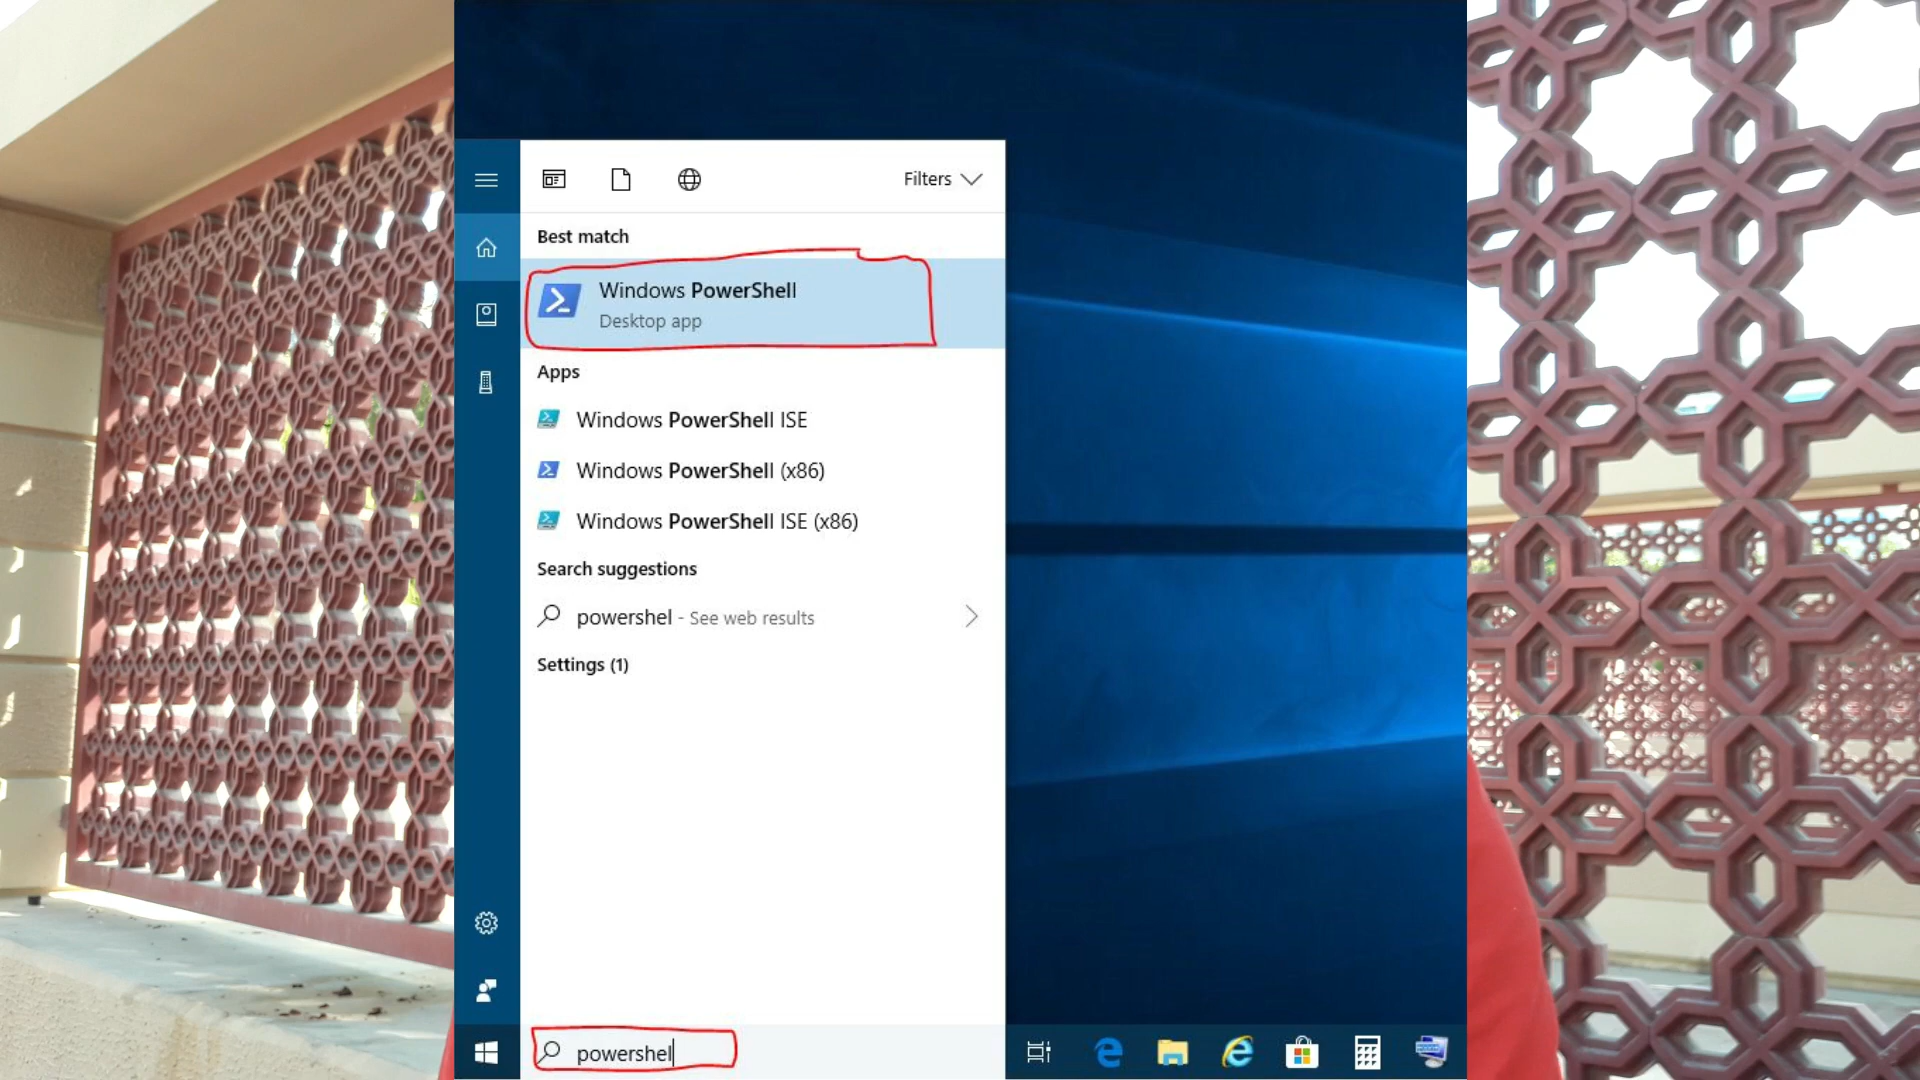 Filters
Best match
Windows PowerShell
Desktop app
Apps
Windows PowerShell ISE
Windows PowerShell (x86)
Windows PowerShell ISE (x86)
Search suggestions
powershel - See web results
Settings (1)
powershel